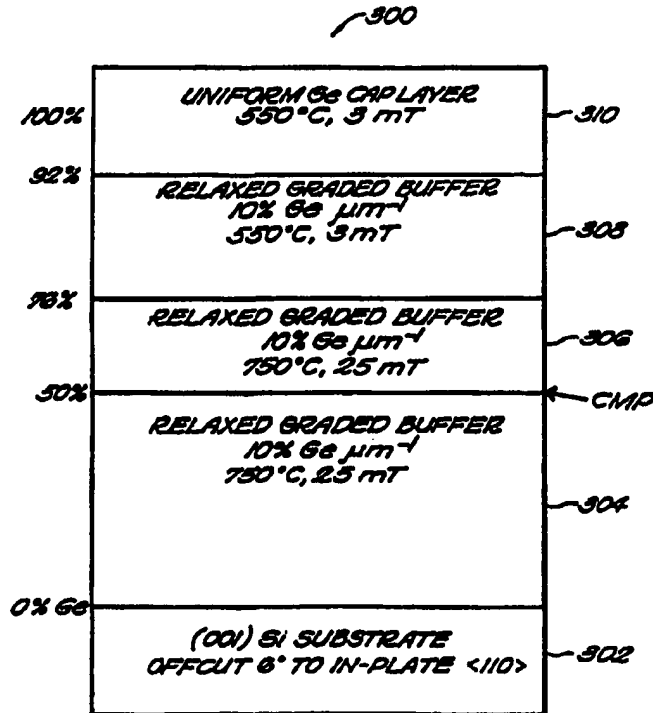 300
UNIFORM Ge CAP LAYER
550°C, 3 mT
100%
310
92%
RELAXED GRADED BUFFER
10% Ge μm⁻¹
550°C, 3 mT
308
76%
RELAXED GRADED BUFFER
10% Ge μm⁻¹
750°C, 25 mT
306
50%
CMP
RELAXED GRADED BUFFER
10% Ge μm⁻¹
750°C, 25 mT
304
0% Ge
(001) Si SUBSTRATE
OFFCUT 6° TO IN-PLATE <110>
302